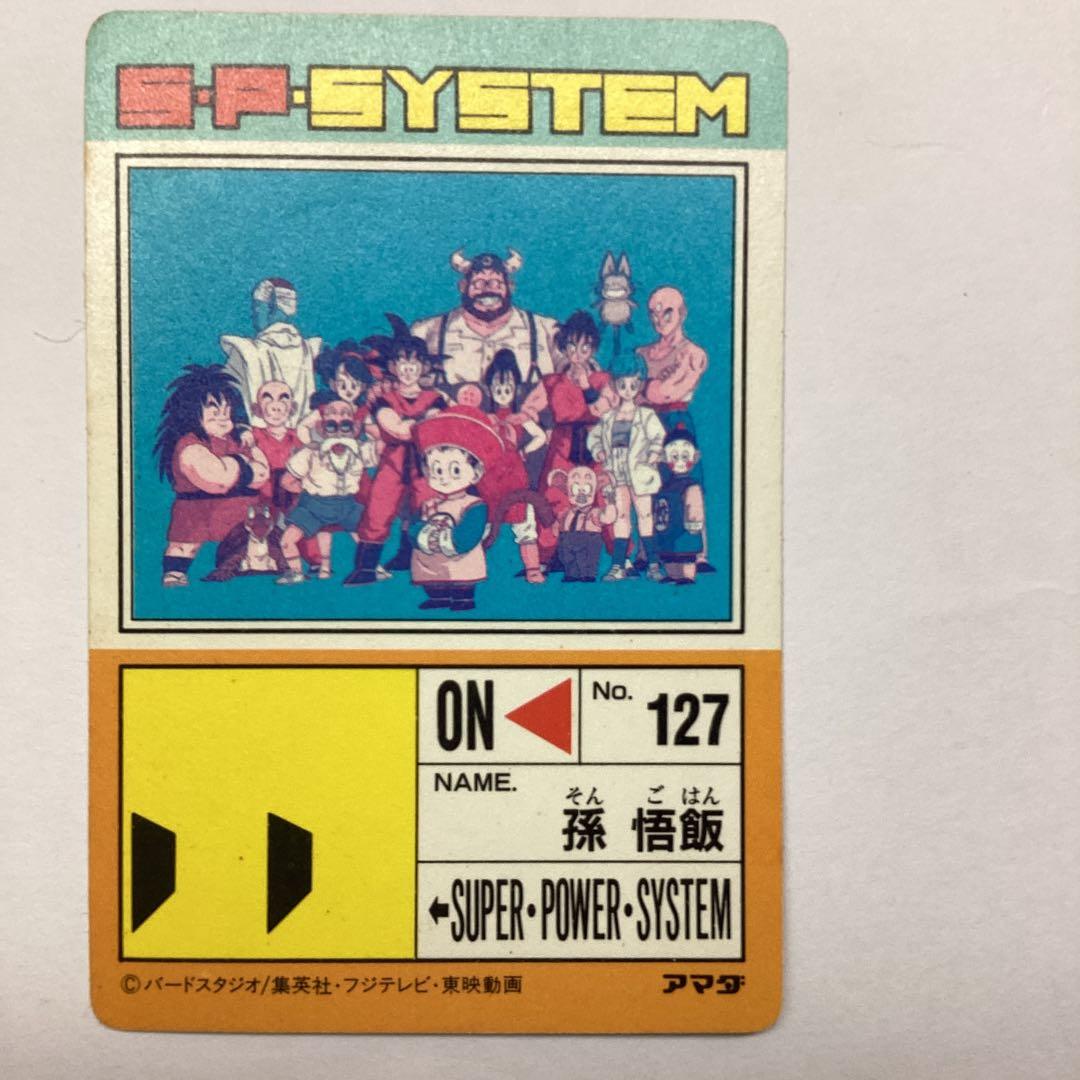 S·P·SYSTEM
ON
No. 127
NAME.
そん ご はん
孫 悟飯
SUPER·POWER·SYSTEM
©バードスタジオ/集英社・フジテレビ・東映動画
アマダ